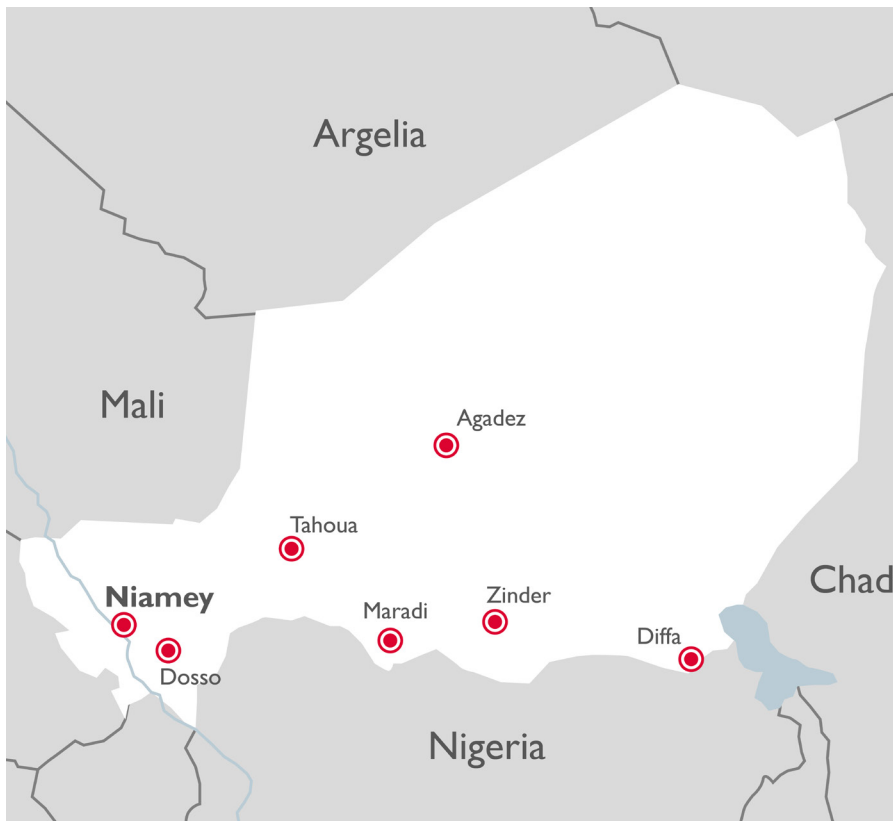 Argelia
Mali
Agadez
Tahoua
Niamey
Chad
Zinder
Maradi
Diffa
Dosso
Nigeria